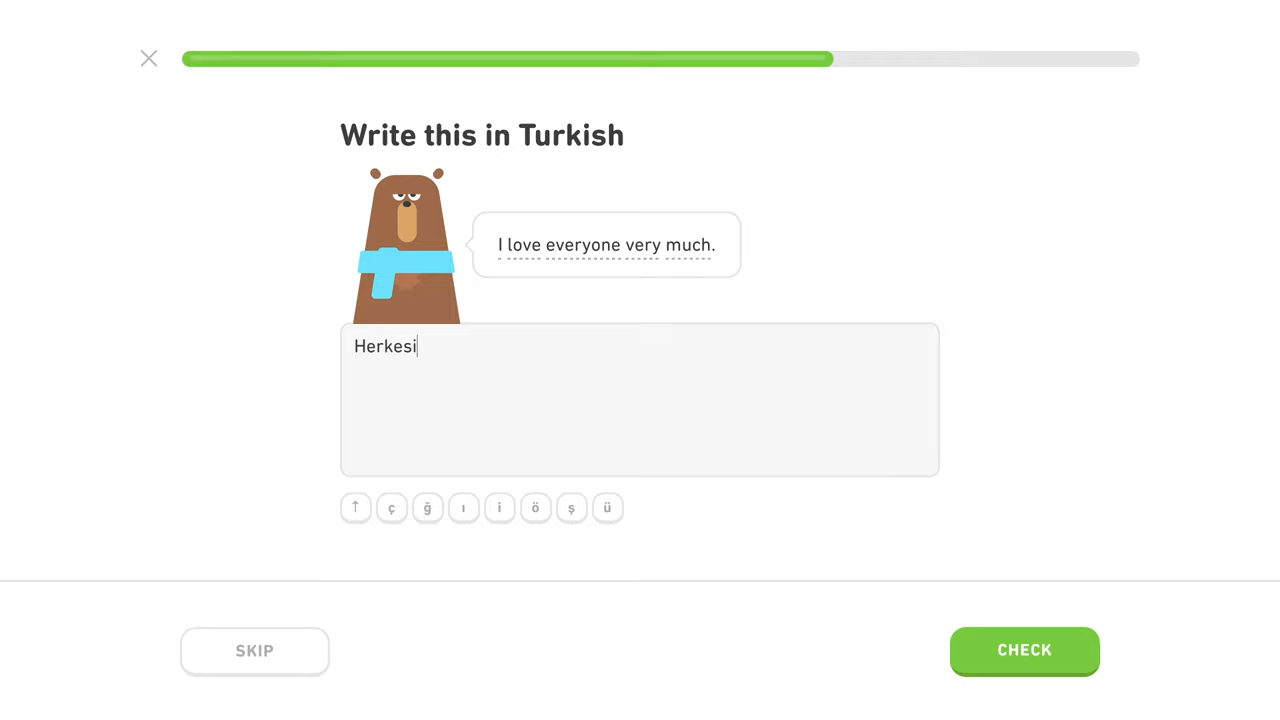 Write this in Turkish
I love everyone very much.
Herkesi
↑ ç ğ ı i ö ş ü
SKIP
CHECK